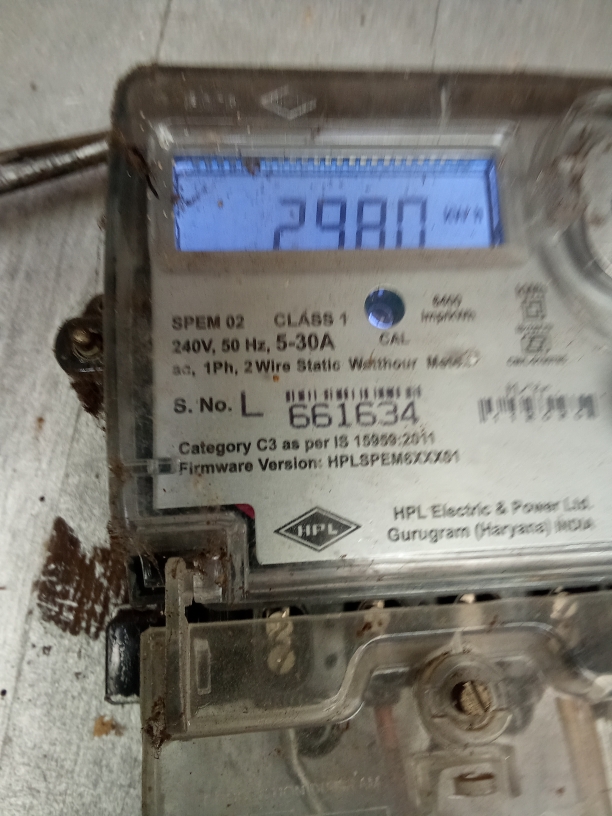 2980 kWh
SPEM 02 CLASS 1
240V, 50 Hz, 5-30A
CAL
ac, 1Ph, 2 Wire Static Watthour Meter
S. No. L 661634
Category C3 as per IS 15959:2011
Firmware Version: HPLSPEM6XXX01
HPL
HPL Electric & Power Ltd.
Gurugram (Haryana) INDIA